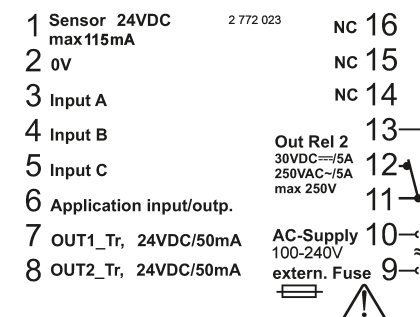 1 Sensor 24VDC
max 115mA
2 0V
3 Input A
4 Input B
5 Input C
6 Application input/outp.
7 OUT1_Tr, 24VDC/50mA
8 OUT2_Tr, 24VDC/50mA
2 772 023
NC 16
NC 15
NC 14
13
Out Rel 2
30VDC⎓/5A 12
250VAC~/5A
max 250V 11
AC-Supply 10
100-240V
extern. Fuse 9
≈
!